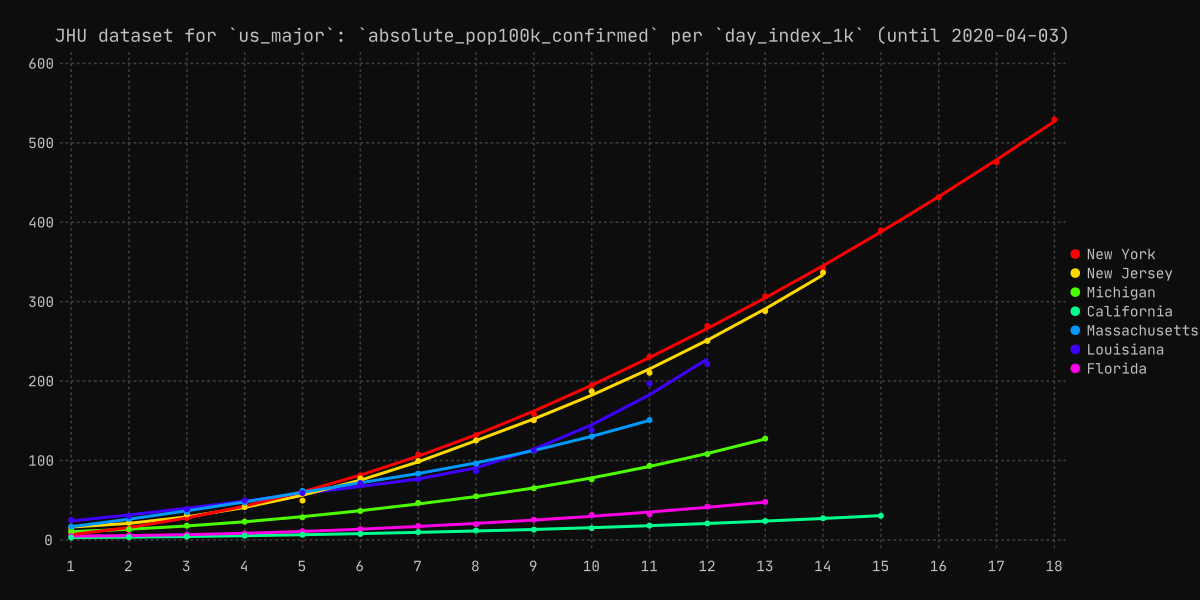 JHU dataset for `us_major`: `absolute_pop100k_confirmed` per `day_index_1k` (until 2020-04-03)
600
500
400
300
200
100
0
1 2 3 4 5 6 7 8 9 10 11 12 13 14 15 16 17 18
New York
New Jersey
Michigan
California
Massachusetts
Louisiana
Florida